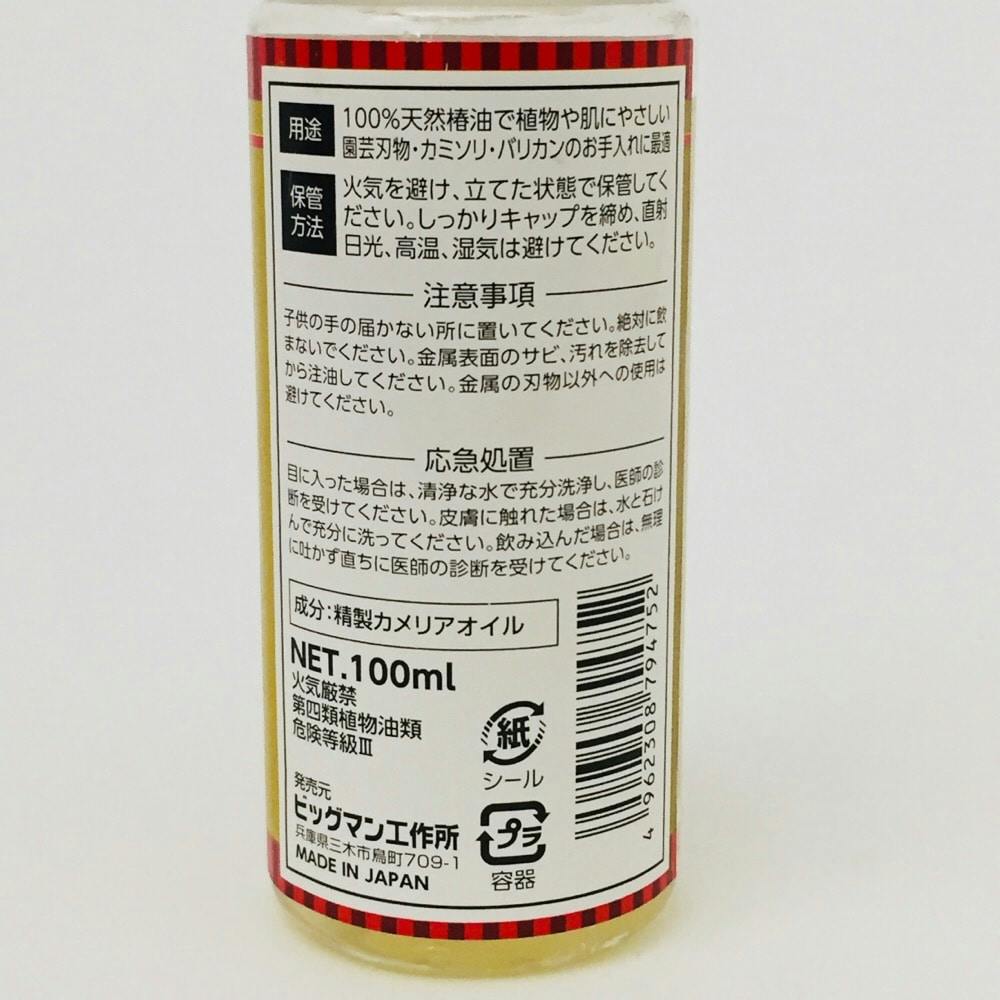 用途
100%天然椿油で植物や肌にやさしい
園芸刃物・カミソリ・バリカンのお手入れに最適
保管
方法
火気を避け、立てた状態で保管してく
ださい。しっかりキャップを締め、直射
日光、高温、湿気は避けてください。
注意事項
子供の手の届かない所に置いてください。絶対に飲
まないでください。金属表面のサビ、汚れを除去して
から注油してください。金属の刃物以外への使用は
避けてください。
応急処置
目に入った場合は、清浄な水で充分洗浄し、医師の診
断を受けてください。皮膚に触れた場合は、水と石け
んで充分に洗ってください。飲み込んだ場合は、無理
に吐かず直ちに医師の診断を受けてください。
成分：精製カメリアオイル
NET.100ml
火気厳禁
第四類植物油類
危険等級Ⅲ
発売元
ビッグマン工作所
兵庫県三木市鳥町709-1
MADE IN JAPAN
紙
シール
プラ
容器
4 962308 794752